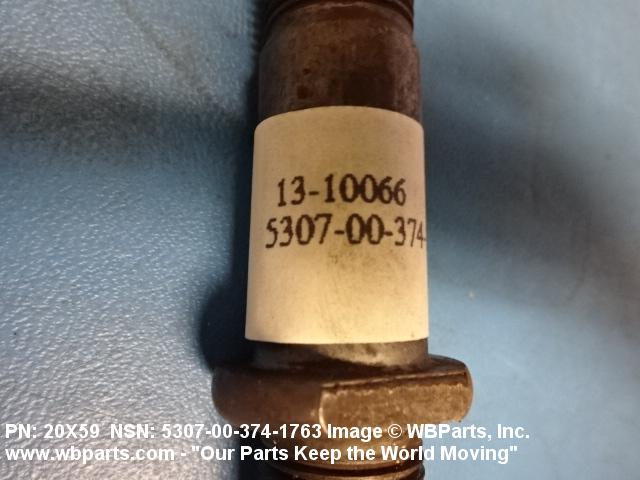 13-10066
5307-00-374-
PN: 20X59 NSN: 5307-00-374-1763 Image © WBParts, Inc.
www.wbparts.com - "Our Parts Keep the World Moving"